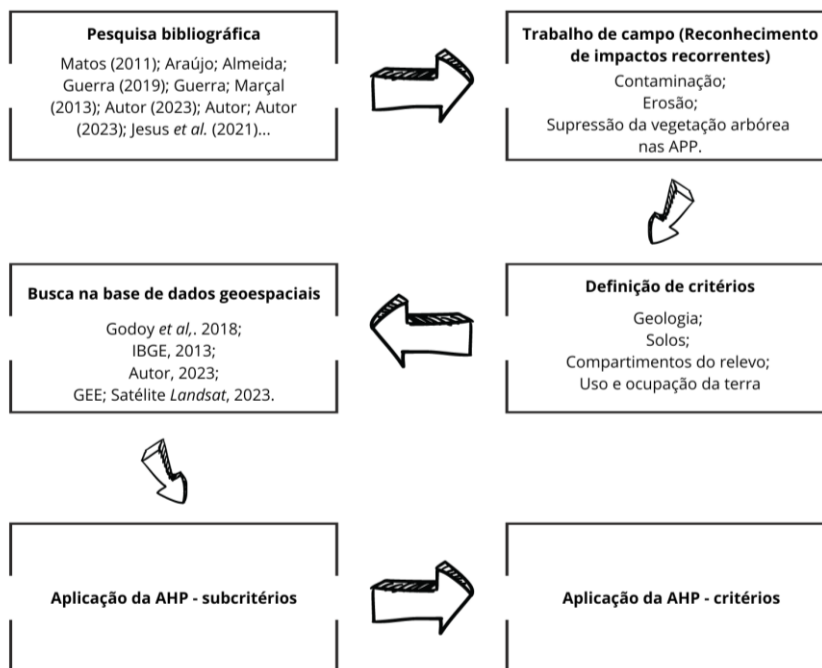 Pesquisa bibliográfica
Matos (2011); Araújo; Almeida;
Guerra (2019); Guerra; Marçal
(2013); Autor (2023); Autor; Autor
(2023); Jesus et al. (2021)...
Trabalho de campo (Reconhecimento
de impactos recorrentes)
Contaminação;
Erosão;
Supressão da vegetação arbórea
nas APP.
Definição de critérios
Geologia;
Solos;
Compartimentos do relevo;
Uso e ocupação da terra
Busca na base de dados geoespaciais
Godoy et al,. 2018;
IBGE, 2013;
Autor, 2023;
GEE; Satélite Landsat, 2023.
Aplicação da AHP - subcritérios
Aplicação da AHP - critérios